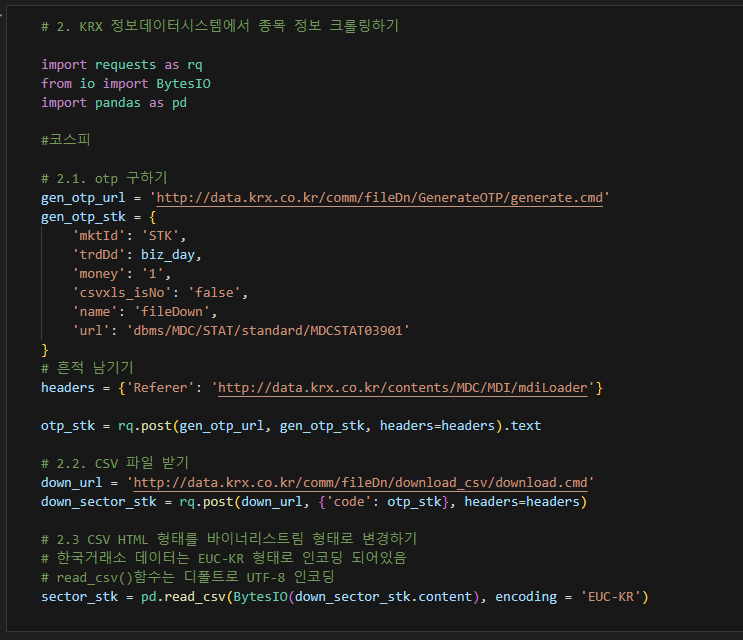 # 2. KRX 정보데이터시스템에서 종목 정보 크롤링하기
import requests as rq
from io import BytesIO
import pandas as pd
#코스피
# 2.1. otp 구하기
gen_otp_url = 'http://data.krx.co.kr/comm/fileDn/GenerateOTP/generate.cmd'
gen_otp_stk = {
'mktId': 'STK',
'trdDd': biz_day,
'money': '1',
'csvxls_isNo': 'false',
'name': 'fileDown',
'url': 'dbms/MDC/STAT/standard/MDCSTAT03901'
}
# 흔적 남기기
headers = {'Referer': 'http://data.krx.co.kr/contents/MDC/MDI/mdiLoader'}
otp_stk = rq.post(gen_otp_url, gen_otp_stk, headers=headers).text
# 2.2. CSV 파일 받기
down_url = 'http://data.krx.co.kr/comm/fileDn/download_csv/download.cmd'
down_sector_stk = rq.post(down_url, {'code': otp_stk}, headers=headers)
# 2.3 CSV HTML 형태를 바이너리스트림 형태로 변경하기
# 한국거래소 데이터는 EUC-KR 형태로 인코딩 되어있음
# read_csv()함수는 디폴트로 UTF-8 인코딩
sector_stk = pd.read_csv(BytesIO(down_sector_stk.content), encoding = 'EUC-KR')